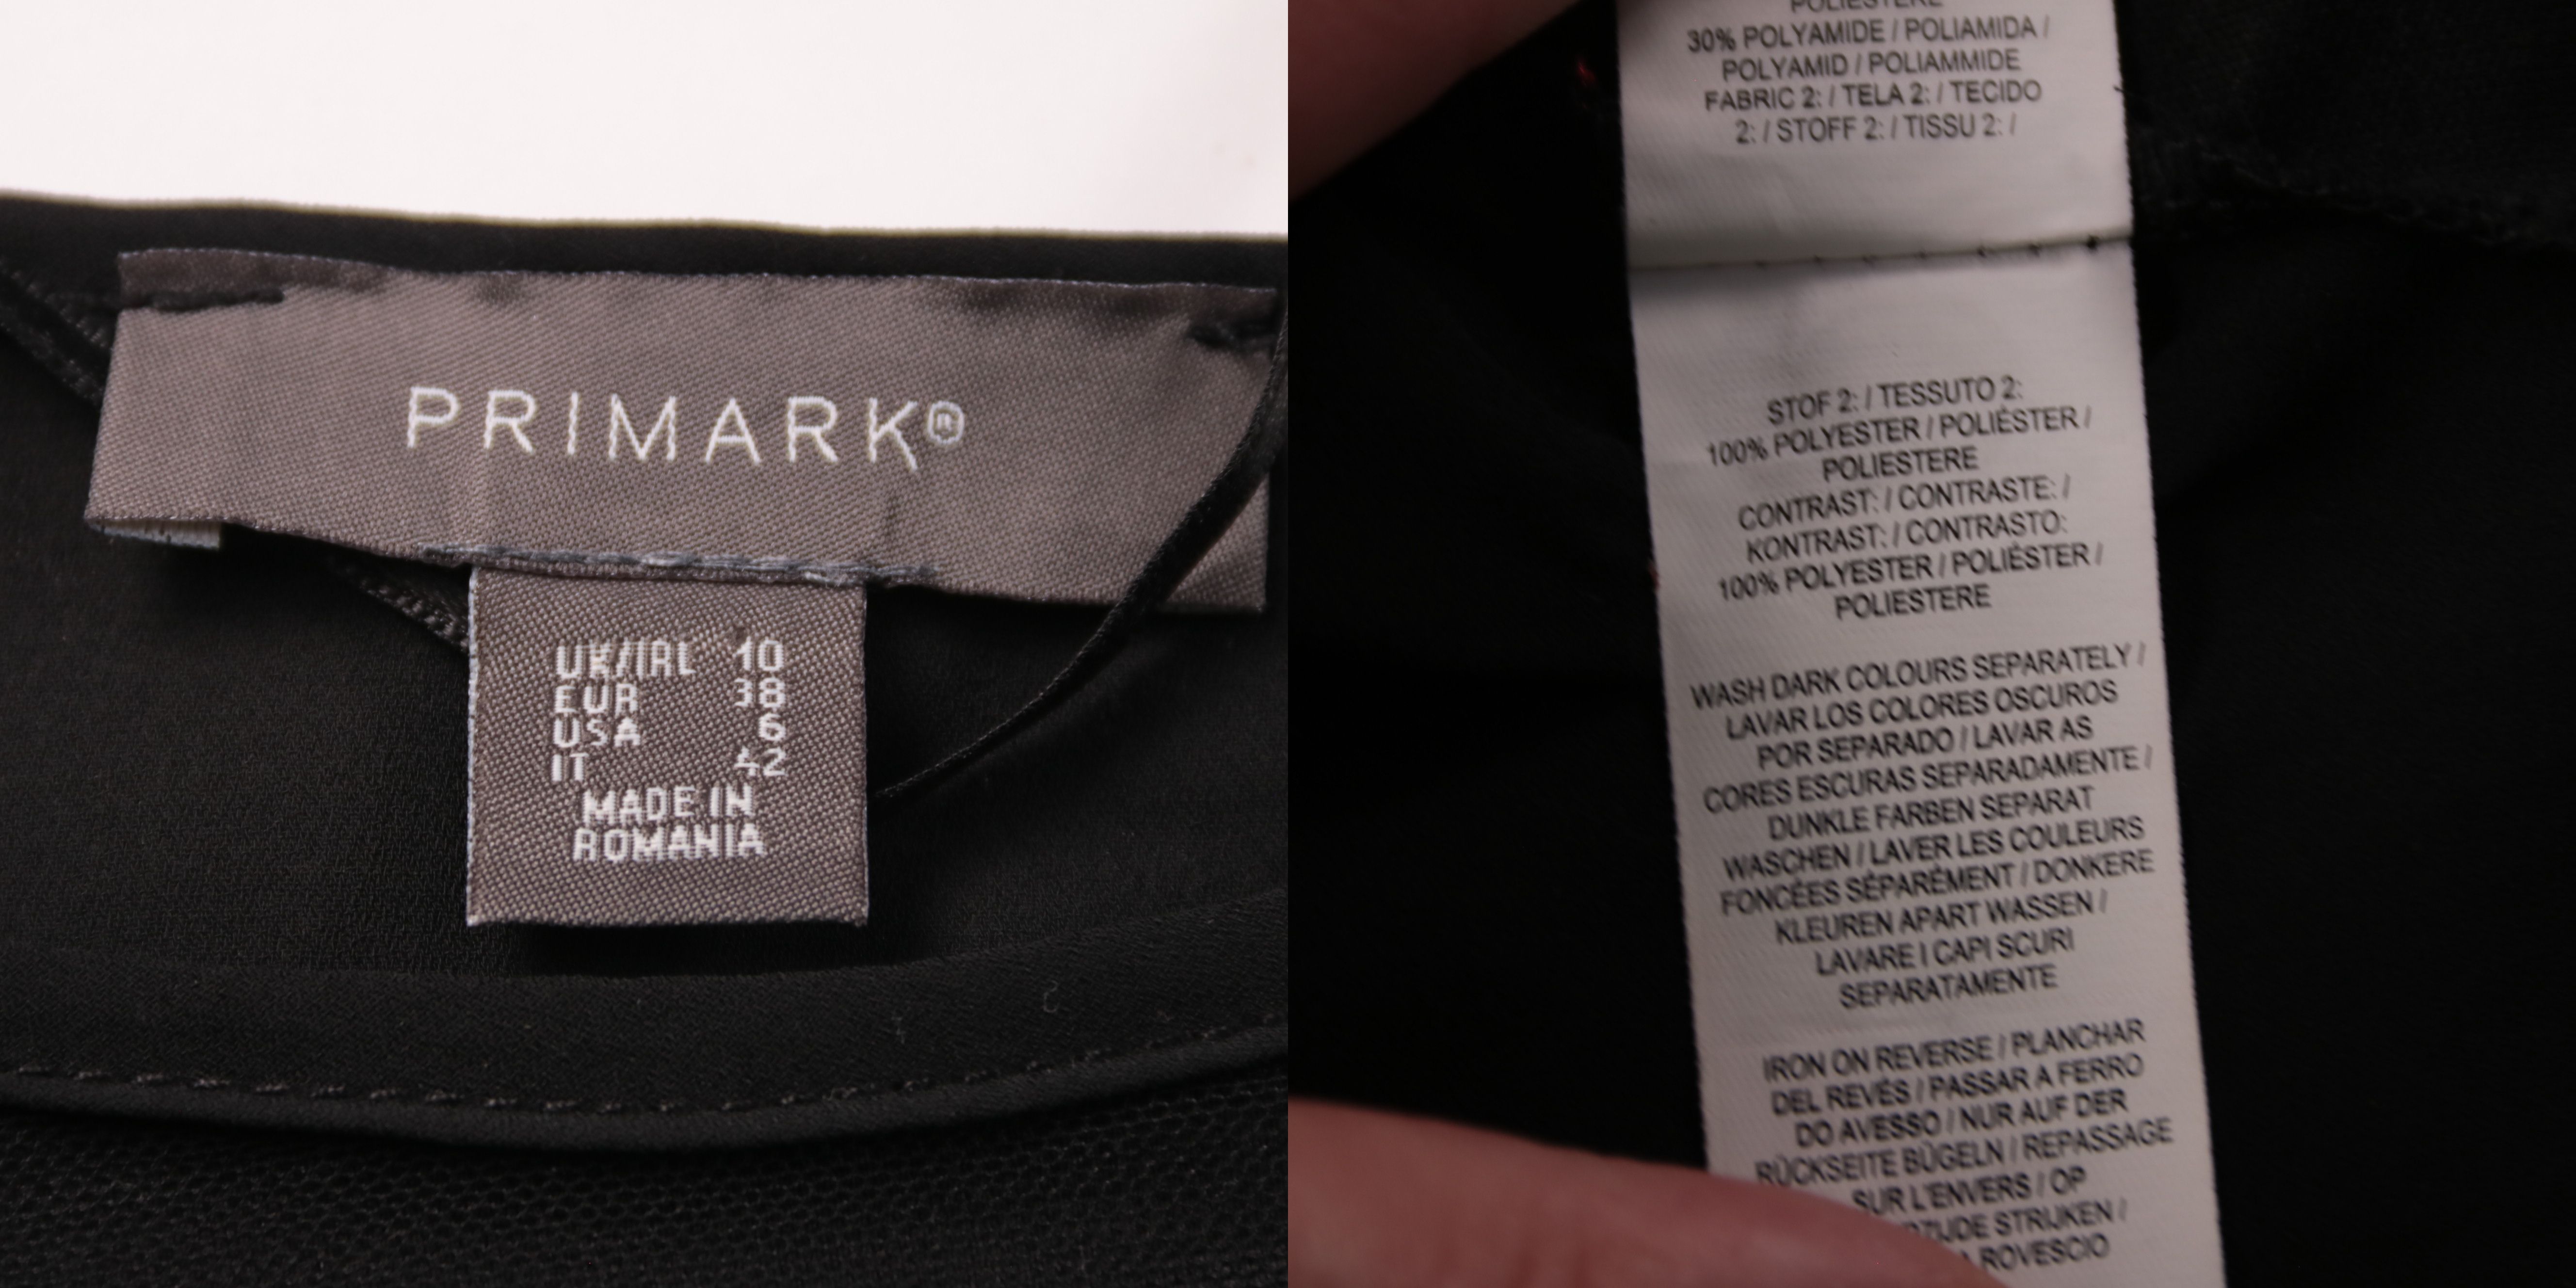 PRIMARK®
UK/IRL 10
EUR 38
USA 6
IT 42
MADE IN
ROMANIA
POLIESTERE
30% POLYAMIDE / POLIAMIDA /
POLYAMID / POLIAMMIDE
FABRIC 2: / TELA 2: / TECIDO
2: / STOFF 2: / TISSU 2: /
STOF 2: / TESSUTO 2:
100% POLYESTER / POLIÉSTER /
POLIESTERE
CONTRAST: / CONTRASTE: /
KONTRAST: / CONTRASTO:
100% POLYESTER / POLIÉSTER /
POLIESTERE
WASH DARK COLOURS SEPARATELY /
LAVAR LOS COLORES OSCUROS
POR SEPARADO / LAVAR AS
CORES ESCURAS SEPARADAMENTE /
DUNKLE FARBEN SEPARAT
WASCHEN / LAVER LES COULEURS
FONCÉES SÉPARÉMENT / DONKERE
KLEUREN APART WASSEN /
LAVARE I CAPI SCURI
SEPARATAMENTE
IRON ON REVERSE / PLANCHAR
DEL REVÉS / PASSAR A FERRO
DO AVESSO / NUR AUF DER
RÜCKSEITE BÜGELN / REPASSAGE
SUR L'ENVERS / OP
STRIJKEN /
ROVESCIO